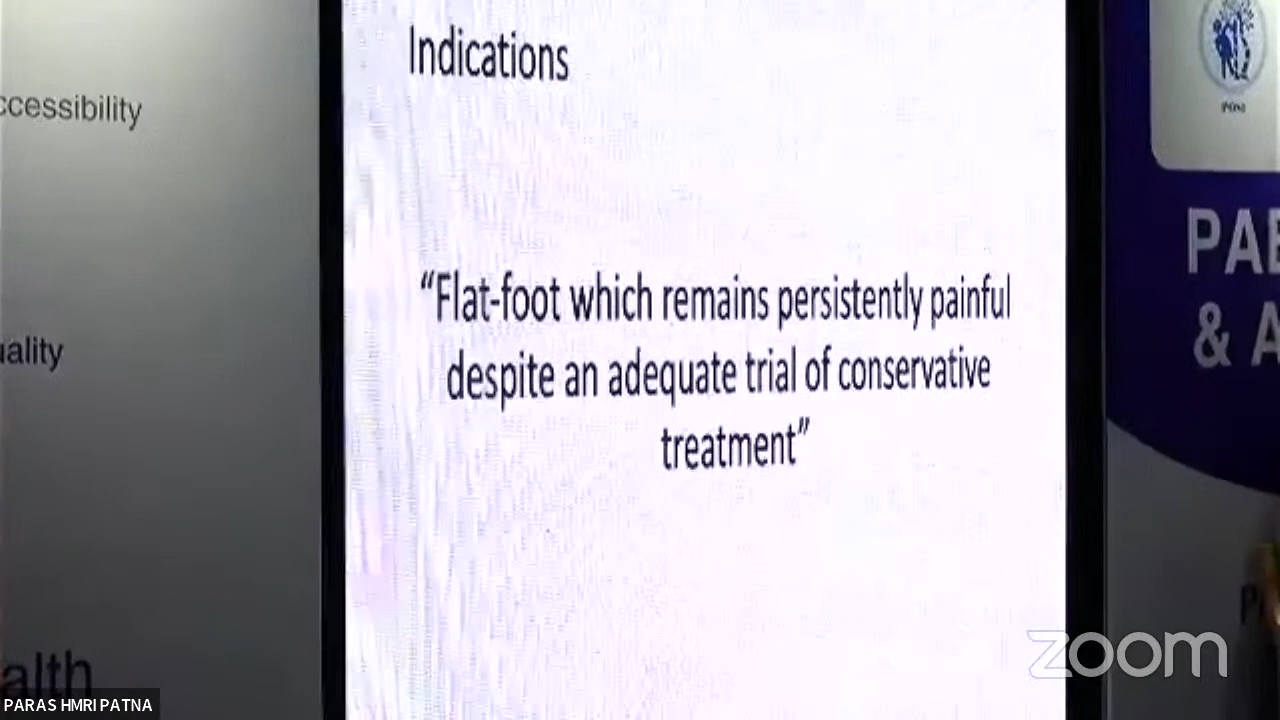 Indications
“Flat-foot which remains persistently painful
despite an adequate trial of conservative
treatment”
ccessibility
uality
alth
PARAS HMRI PATNA
& A
zoom